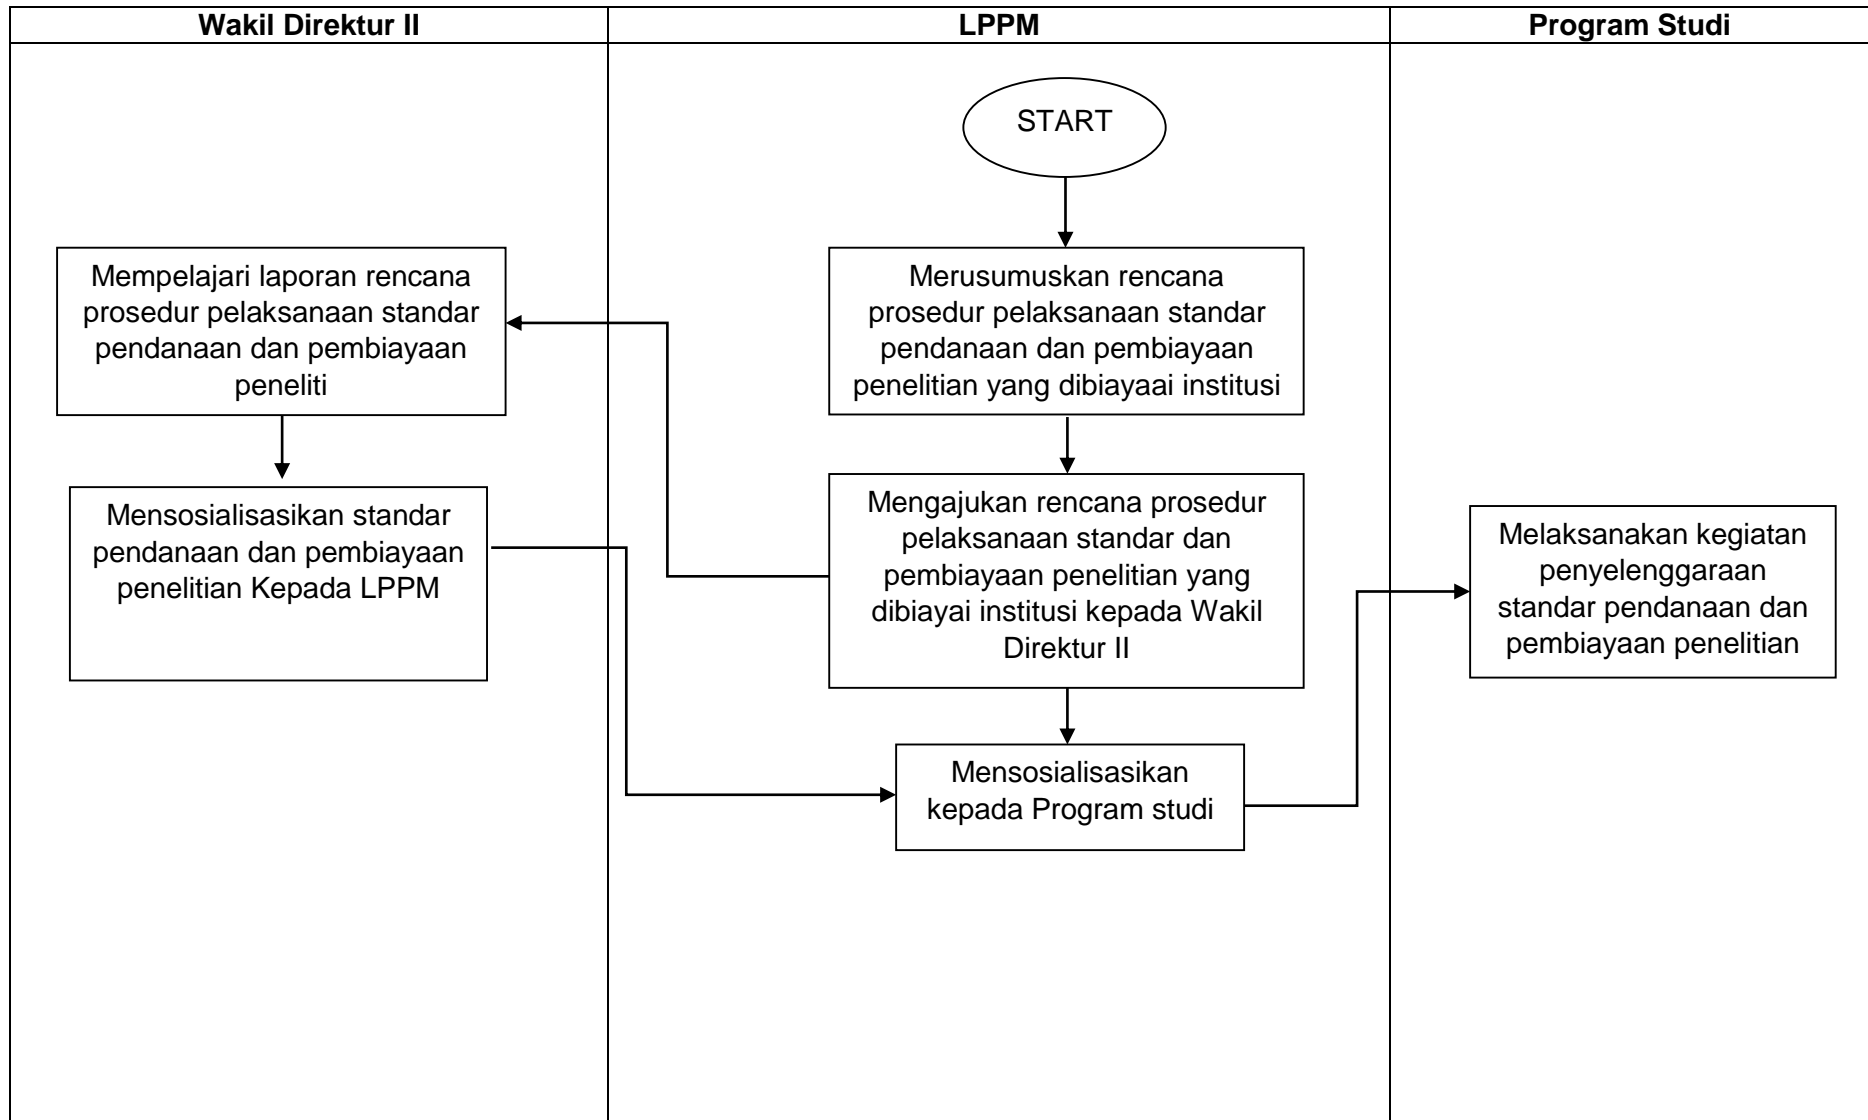 Wakil Direktur II
LPPM
Program Studi
START
Mempelajari laporan rencana
prosedur pelaksanaan standar
pendanaan dan pembiayaan
peneliti
Merusumuskan rencana
prosedur pelaksanaan standar
pendanaan dan pembiayaan
penelitian yang dibiayaai institusi
Mensosialisasikan standar
pendanaan dan pembiayaan
penelitian Kepada LPPM
Mengajukan rencana prosedur
pelaksanaan standar dan
pembiayaan penelitian yang
dibiayai institusi kepada Wakil
Direktur II
Melaksanakan kegiatan
penyelenggaraan
standar pendanaan dan
pembiayaan penelitian
Mensosialisasikan
kepada Program studi